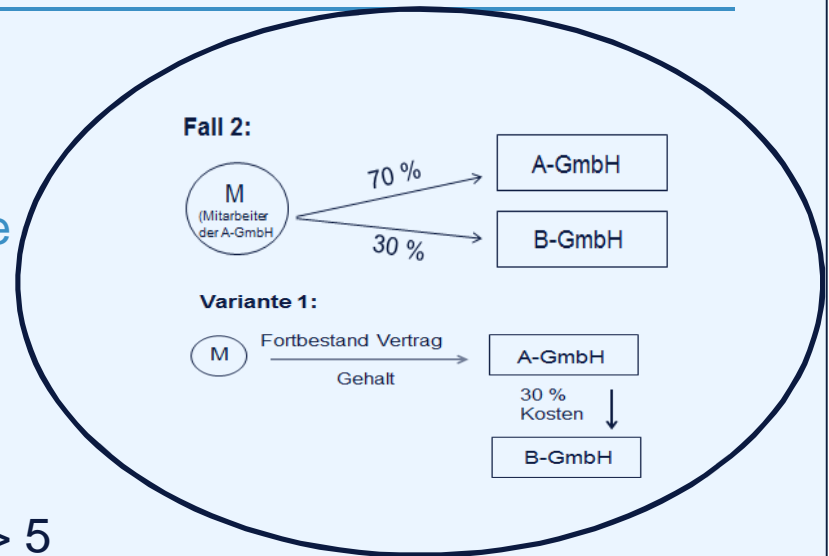 Fall 2:
M
(Mitarbeiter
der A-GmbH
70 %
30 %
A-GmbH
B-GmbH
e
Variante 1:
M
Fortbestand Vertrag
Gehalt
A-GmbH
30 %
Kosten
B-GmbH
> 5